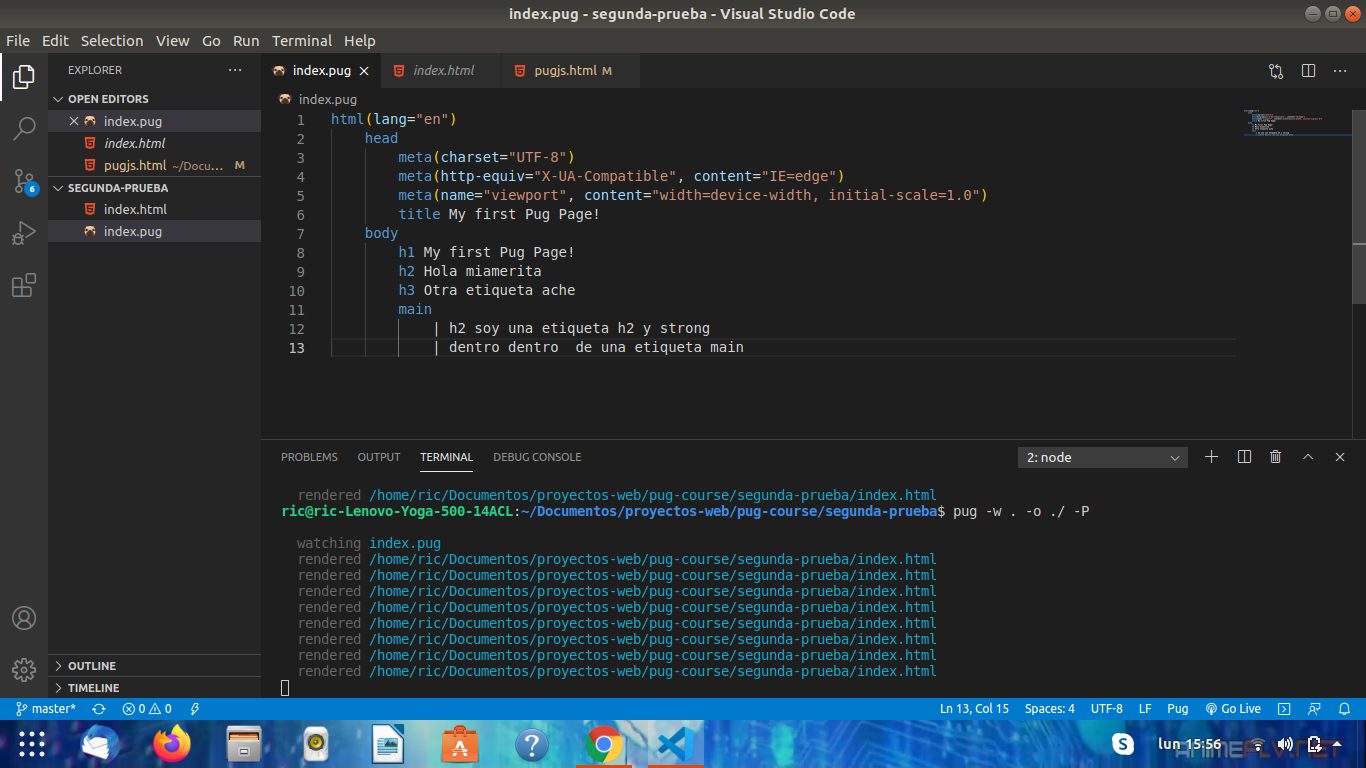 index.pug - segunda-prueba - Visual Studio Code
File Edit Selection View Go Run Terminal Help
EXPLORER
OPEN EDITORS
index.pug
index.html
pugjs.html ~/Docu... M
SEGUNDA-PRUEBA
index.html
index.pug
OUTLINE
TIMELINE
6
index.pug index.html pugjs.html M
index.pug
1 html(lang="en")
2 head
3 meta(charset="UTF-8")
4 meta(http-equiv="X-UA-Compatible", content="IE=edge")
5 meta(name="viewport", content="width=device-width, initial-scale=1.0")
6 title My first Pug Page!
7 body
8 h1 My first Pug Page!
9 h2 Hola miamerita
10 h3 Otra etiqueta ache
11 main
12 | h2 soy una etiqueta h2 y strong
13 | dentro dentro  de una etiqueta main
PROBLEMS OUTPUT TERMINAL DEBUG CONSOLE 2: node
rendered /home/ric/Documentos/proyectos-web/pug-course/segunda-prueba/index.html
ric@ric-Lenovo-Yoga-500-14ACL:~/Documentos/proyectos-web/pug-course/segunda-prueba$ pug -w . -o ./ -P
watching index.pug
rendered /home/ric/Documentos/proyectos-web/pug-course/segunda-prueba/index.html
rendered /home/ric/Documentos/proyectos-web/pug-course/segunda-prueba/index.html
rendered /home/ric/Documentos/proyectos-web/pug-course/segunda-prueba/index.html
rendered /home/ric/Documentos/proyectos-web/pug-course/segunda-prueba/index.html
rendered /home/ric/Documentos/proyectos-web/pug-course/segunda-prueba/index.html
rendered /home/ric/Documentos/proyectos-web/pug-course/segunda-prueba/index.html
rendered /home/ric/Documentos/proyectos-web/pug-course/segunda-prueba/index.html
rendered /home/ric/Documentos/proyectos-web/pug-course/segunda-prueba/index.html
master* 0 0 Ln 13, Col 15 Spaces: 4 UTF-8 LF Pug Go Live
lun 15:56
ANIMEFLV.NET